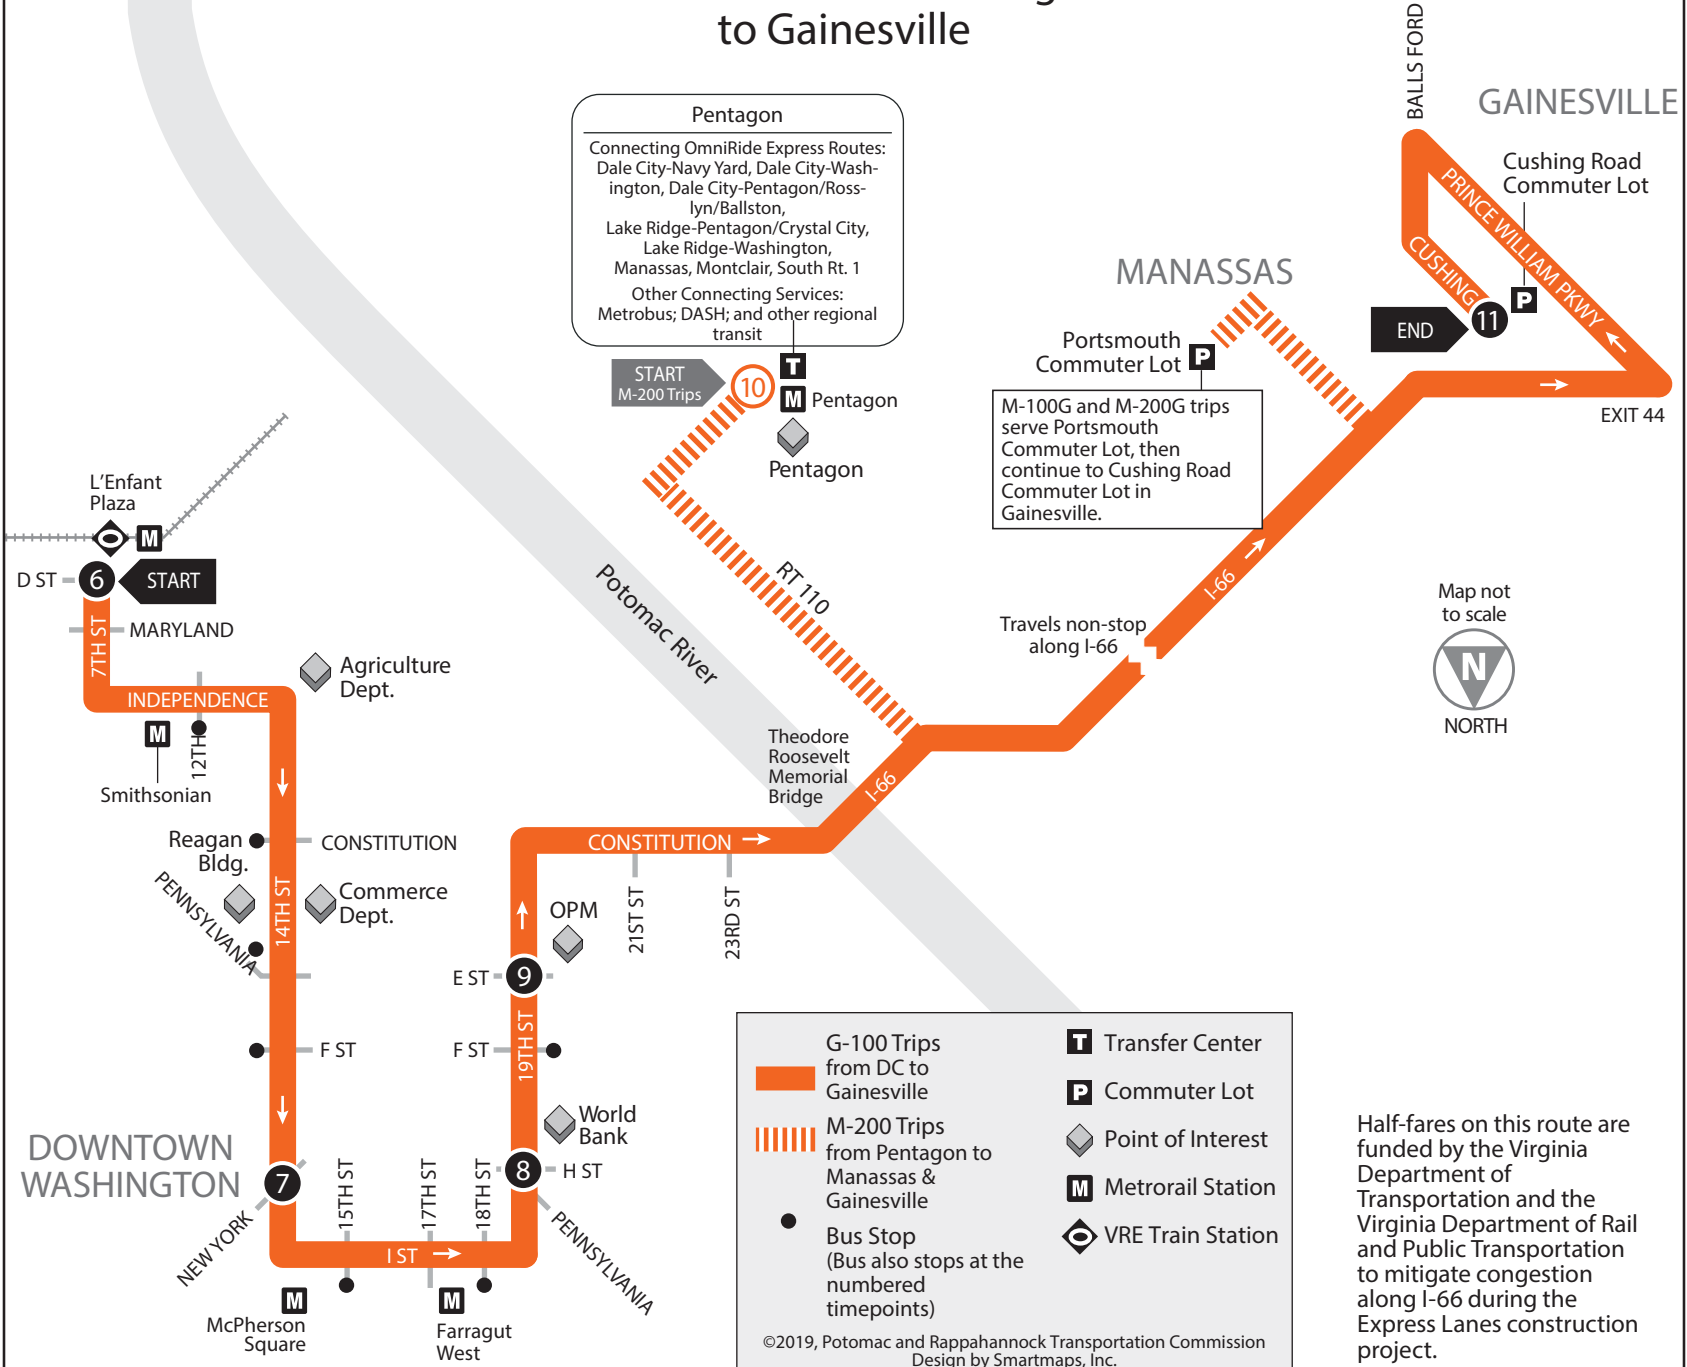 to Gainesville
BALLS FORD
GAINESVILLE
Pentagon
Connecting OmniRide Express Routes:
Dale City-Navy Yard, Dale City-Wash-
ington, Dale City-Pentagon/Ross-
lyn/Ballston,
Lake Ridge-Pentagon/Crystal City,
Lake Ridge-Washington,
Manassas, Montclair, South Rt. 1
Other Connecting Services:
Metrobus; DASH; and other regional
transit
Cushing Road
Commuter Lot
PRINCE WILLIAM PKWY
CUSHING
P
11
END
EXIT 44
MANASSAS
Portsmouth
Commuter Lot
P
M-100G and M-200G trips
serve Portsmouth
Commuter Lot, then
continue to Cushing Road
Commuter Lot in
Gainesville.
START
M-200 Trips
10
T
M
Pentagon
Pentagon
L'Enfant
Plaza
M
D ST
6
START
7TH ST
MARYLAND
INDEPENDENCE
Agriculture
Dept.
M
12TH
Smithsonian
Potomac River
RT 110
I-66
Travels non-stop
along I-66
Map not
to scale
N
NORTH
Theodore
Roosevelt
Memorial
Bridge
I-66
Reagan
Bldg.
CONSTITUTION
CONSTITUTION
PENNSYLVANIA
14TH ST
Commerce
Dept.
OPM
21ST ST
23RD ST
E ST
9
F ST
F ST
19TH ST
World
Bank
DOWNTOWN
WASHINGTON
7
8
H ST
15TH ST
17TH ST
18TH ST
NEW YORK
I ST
PENNSYLVANIA
M
McPherson
Square
M
Farragut
West
G-100 Trips
from DC to
Gainesville
M-200 Trips
from Pentagon to
Manassas &
Gainesville
Bus Stop
(Bus also stops at the
numbered
timepoints)
T
Transfer Center
P
Commuter Lot
Point of Interest
M
Metrorail Station
VRE Train Station
©2019, Potomac and Rappahannock Transportation Commission
Design by Smartmaps, Inc.
Half-fares on this route are
funded by the Virginia
Department of
Transportation and the
Virginia Department of Rail
and Public Transportation
to mitigate congestion
along I-66 during the
Express Lanes construction
project.